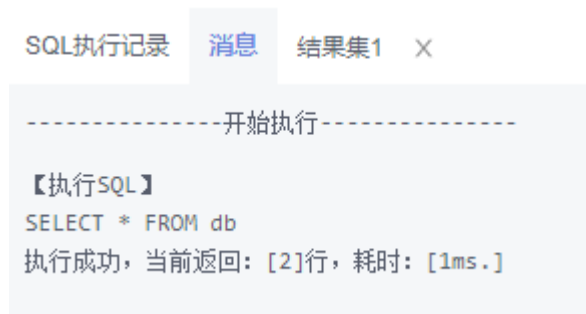 SQL执行记录 消息 结果集1 ×
---------------开始执行---------------
【执行SQL】
SELECT * FROM db
执行成功，当前返回：[2]行，耗时：[1ms.]